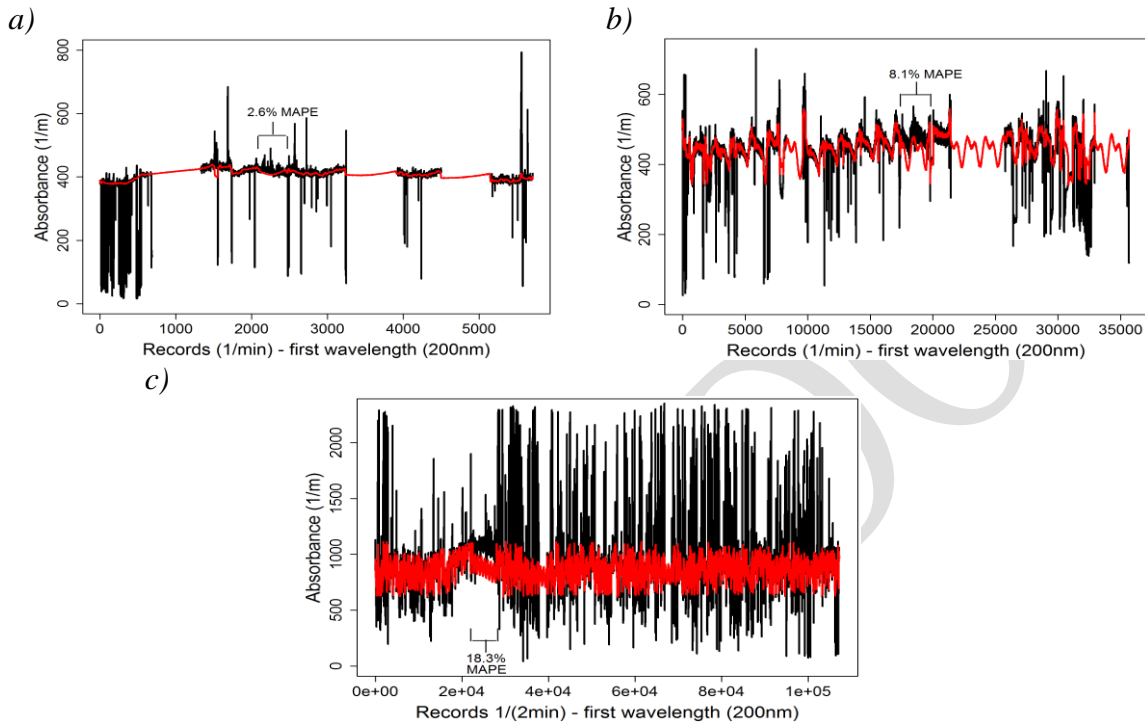 a)
b)
800
600
400
200
0
2.6% MAPE
Absorbance (1/m)
0 1000 2000 3000 4000 5000
Records (1/min) - first wavelength (200nm)
600
400
200
0
8.1% MAPE
Absorbance (1/m)
0 5000 10000 15000 20000 25000 30000 35000
Records (1/min) - first wavelength (200nm)
c)
2000
1500
1000
500
0
Absorbance (1/m)
18.3%
MAPE
0e+00 2e+04 4e+04 6e+04 8e+04 1e+05
Records 1/(2min) - first wavelength (200nm)